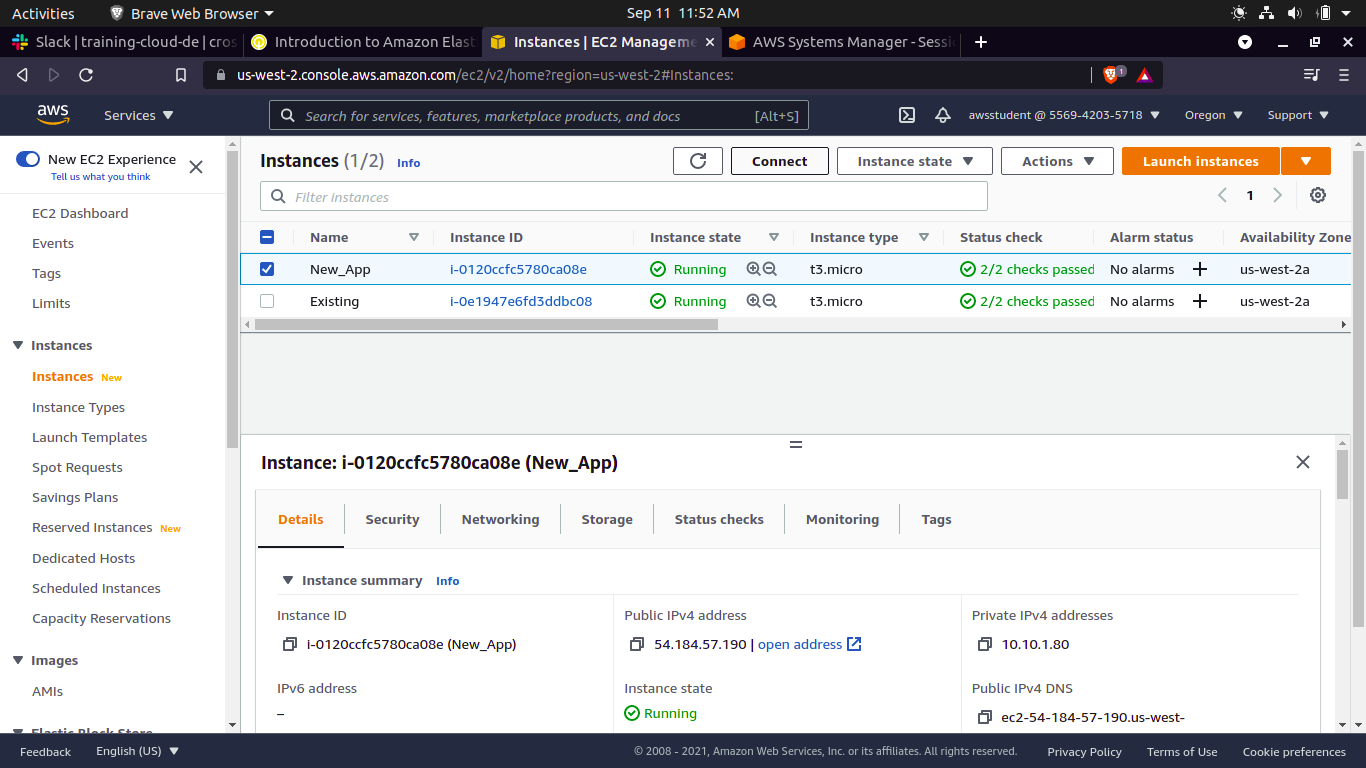 Activities
Brave Web Browser
Sep 11 11:52 AM
Slack | training-cloud-de | cros
Introduction to Amazon Elast
Instances | EC2 Manageme
AWS Systems Manager - Sessi
us-west-2.console.aws.amazon.com/ec2/v2/home?region=us-west-2#Instances:
1
aws
Services
Search for services, features, marketplace products, and docs
[Alt+S]
awsstudent @ 5569-4203-5718
Oregon
Support
New EC2 Experience
Tell us what you think
EC2 Dashboard
Events
Tags
Limits
Instances
Instances New
Instance Types
Launch Templates
Spot Requests
Savings Plans
Reserved Instances New
Dedicated Hosts
Scheduled Instances
Capacity Reservations
Images
AMIs
Elastic Block Store
Instances (1/2) Info
Connect
Instance state
Actions
Launch instances
Filter instances
1
Name Instance ID Instance state Instance type Status check Alarm status Availability Zone
New_App i-0120ccfc5780ca08e Running t3.micro 2/2 checks passed No alarms + us-west-2a
Existing i-0e1947e6fd3ddbc08 Running t3.micro 2/2 checks passed No alarms + us-west-2a
Instance: i-0120ccfc5780ca08e (New_App)
Details Security Networking Storage Status checks Monitoring Tags
Instance summary Info
Instance ID
i-0120ccfc5780ca08e (New_App)
Public IPv4 address
54.184.57.190 | open address
Private IPv4 addresses
10.10.1.80
IPv6 address
–
Instance state
Running
Public IPv4 DNS
ec2-54-184-57-190.us-west-
Feedback
English (US)
© 2008 - 2021, Amazon Web Services, Inc. or its affiliates. All rights reserved.
Privacy Policy
Terms of Use
Cookie preferences